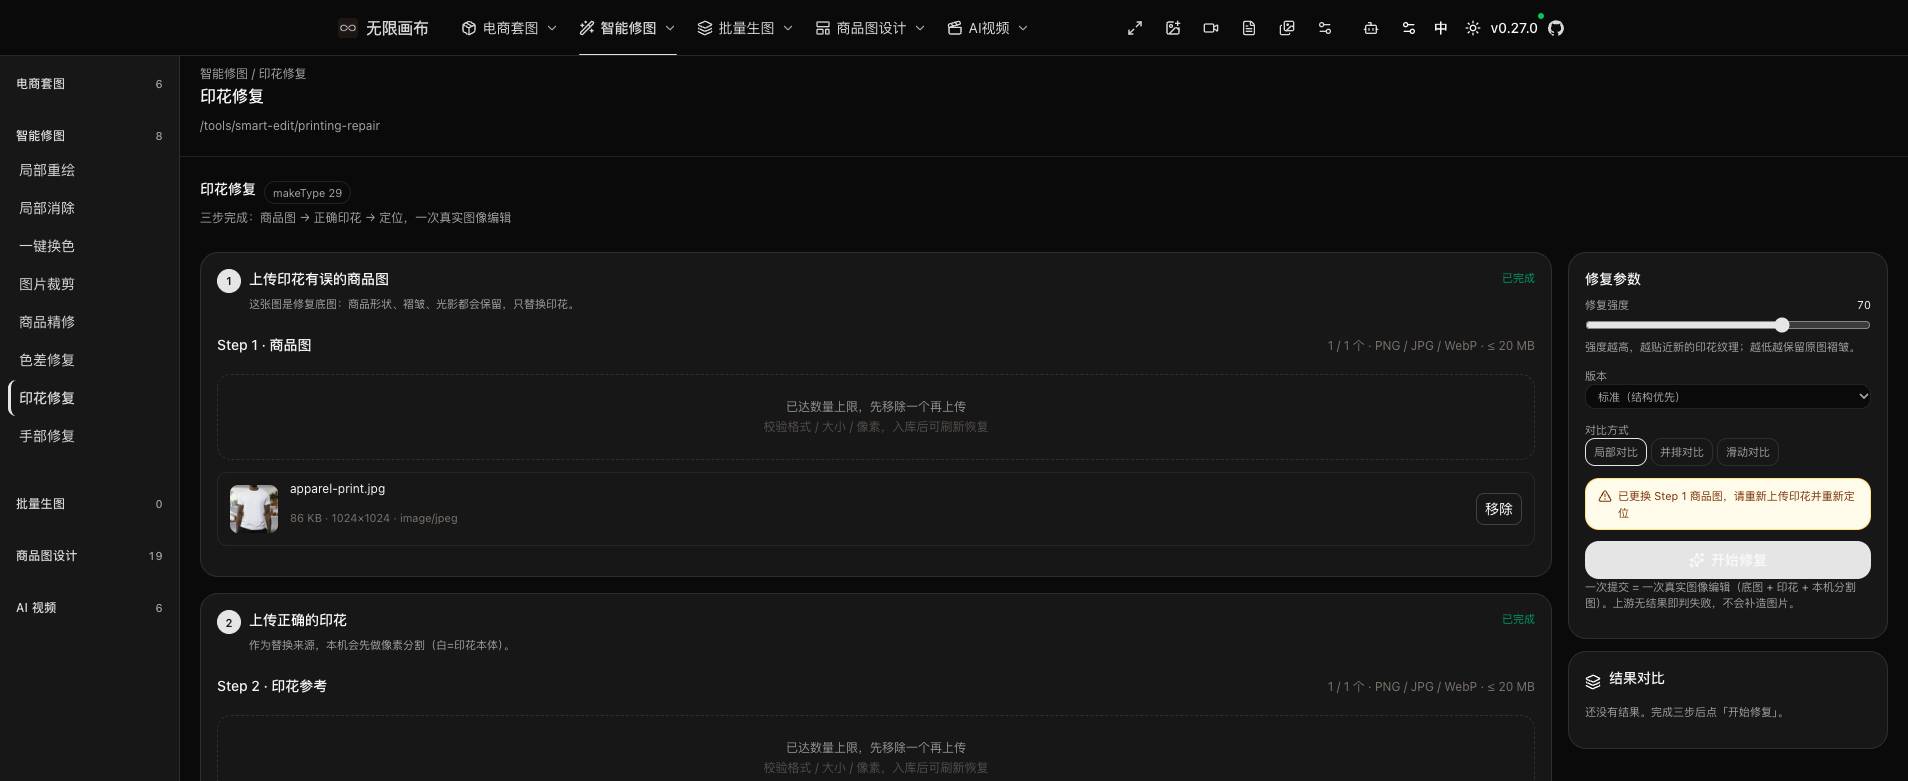 无限画布
电商套图
智能修图
批量生图
商品图设计
AI视频
中
v0.27.0
电商套图 6
智能修图 8
局部重绘
局部消除
一键换色
图片裁剪
商品精修
色差修复
印花修复
手部修复
批量生图 0
商品图设计 19
AI 视频 6
智能修图 / 印花修复
印花修复
/tools/smart-edit/printing-repair
印花修复 makeType 29
三步完成：商品图 → 正确印花 → 定位，一次真实图像编辑
1 上传印花有误的商品图 已完成
这张图是修复底图：商品形状、褶皱、光影都会保留，只替换印花。
Step 1 · 商品图 1 / 1 个 · PNG / JPG / WebP · ≤ 20 MB
已达数量上限，先移除一个再上传
校验格式 / 大小 / 像素，入库后可刷新恢复
apparel-print.jpg
86 KB · 1024×1024 · image/jpeg
移除
2 上传正确的印花 已完成
作为替换来源，本机会先做像素分割（白=印花本体）。
Step 2 · 印花参考 1 / 1 个 · PNG / JPG / WebP · ≤ 20 MB
已达数量上限，先移除一个再上传
校验格式 / 大小 / 像素，入库后可刷新恢复
修复参数
修复强度 70
强度越高，越贴近新的印花纹理；越低越保留原图褶皱。
版本
标准（结构优先）
对比方式
局部对比 并排对比 滑动对比
已更换 Step 1 商品图，请重新上传印花并重新定
位
开始修复
一次提交 = 一次真实图像编辑（底图 + 印花 + 本机分割
图）。上游无结果即判失败，不会补造图片。
结果对比
还没有结果。完成三步后点「开始修复」。